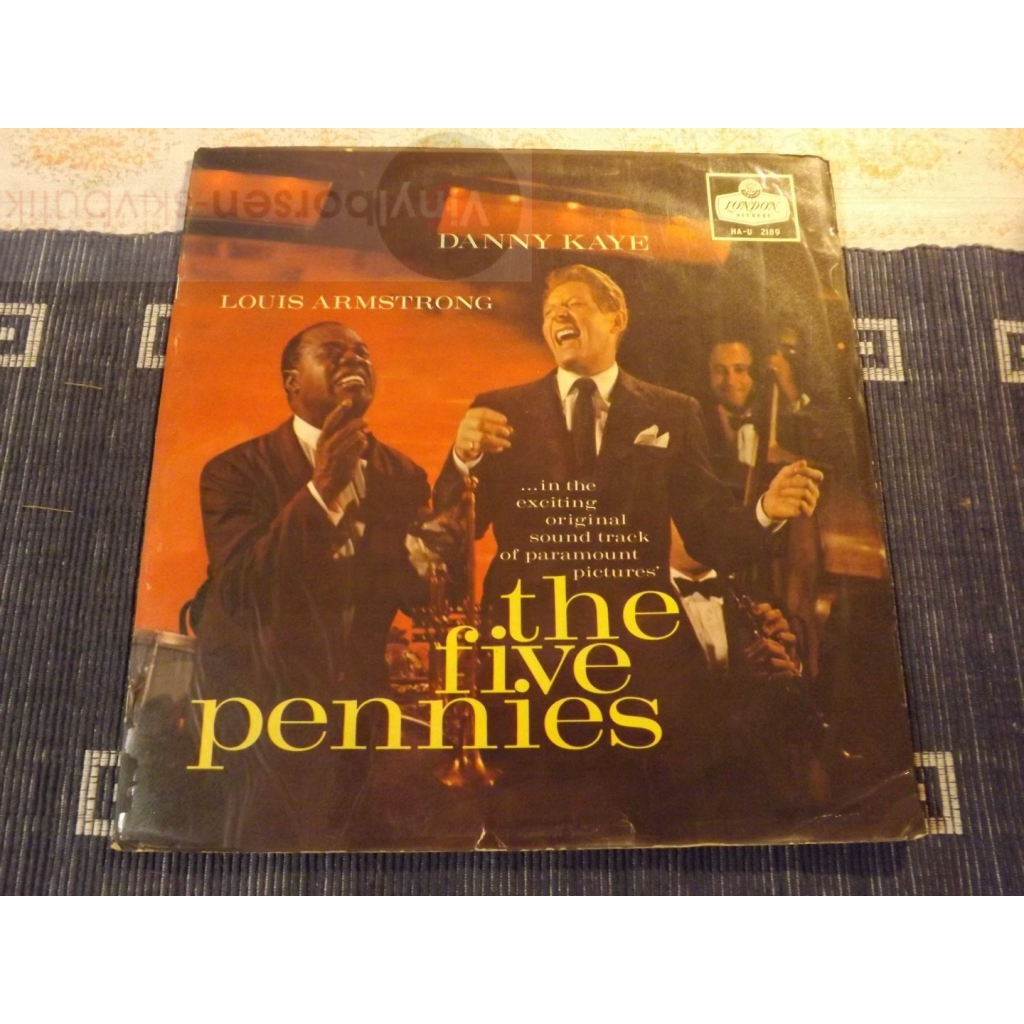 vinylborsen-skivbutik
LONDON
RECORDS
HA-U 2189
DANNY KAYE
LOUIS ARMSTRONG
...in the
exciting
original
sound track
of paramount
pictures'
the
five
pennies